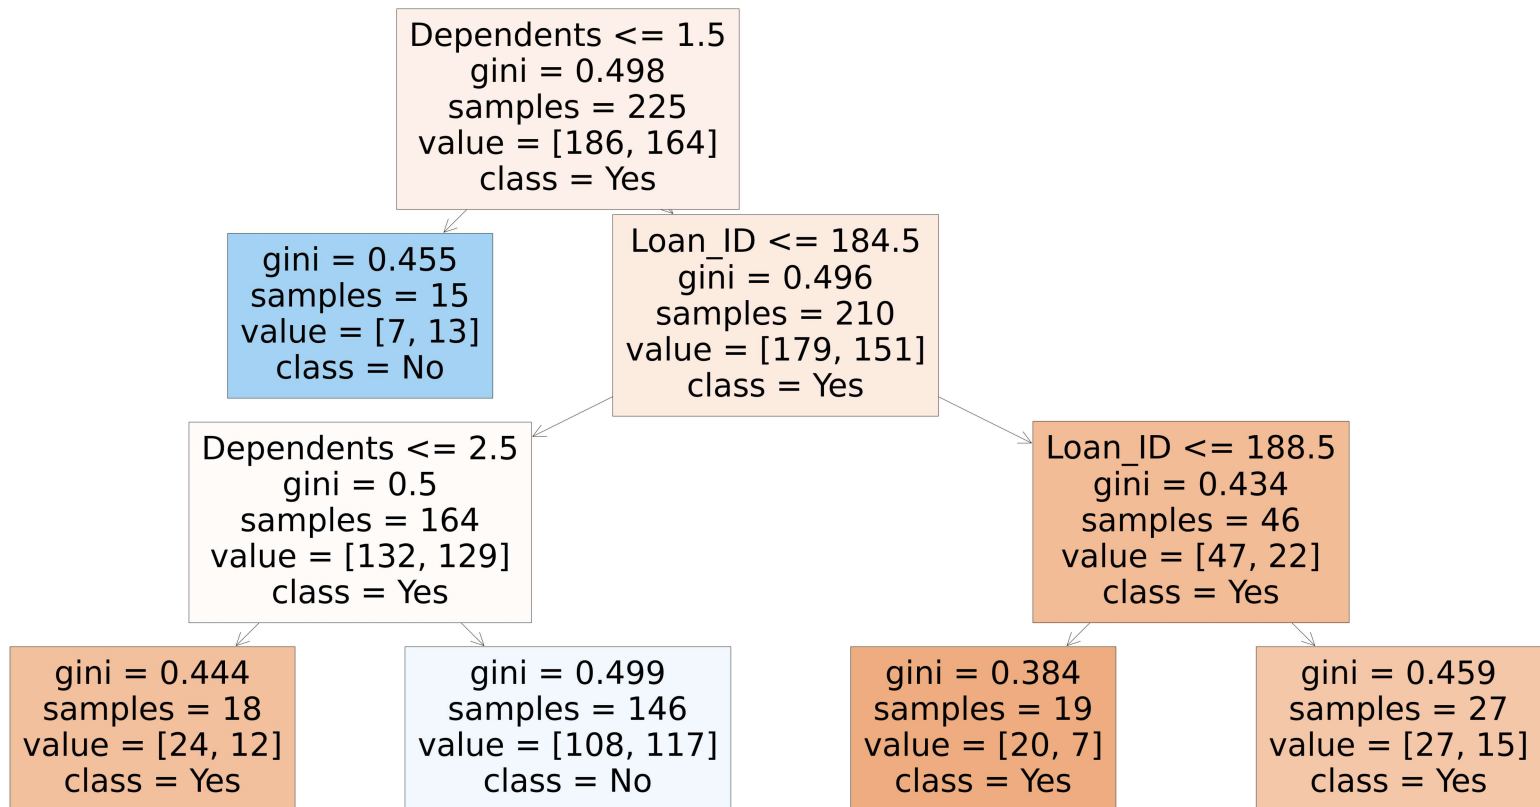 Dependents <= 1.5
gini = 0.498
samples = 225
value = [186, 164]
class = Yes
gini = 0.455
samples = 15
value = [7, 13]
class = No
Loan_ID <= 184.5
gini = 0.496
samples = 210
value = [179, 151]
class = Yes
Dependents <= 2.5
gini = 0.5
samples = 164
value = [132, 129]
class = Yes
Loan_ID <= 188.5
gini = 0.434
samples = 46
value = [47, 22]
class = Yes
gini = 0.444
samples = 18
value = [24, 12]
class = Yes
gini = 0.499
samples = 146
value = [108, 117]
class = No
gini = 0.384
samples = 19
value = [20, 7]
class = Yes
gini = 0.459
samples = 27
value = [27, 15]
class = Yes